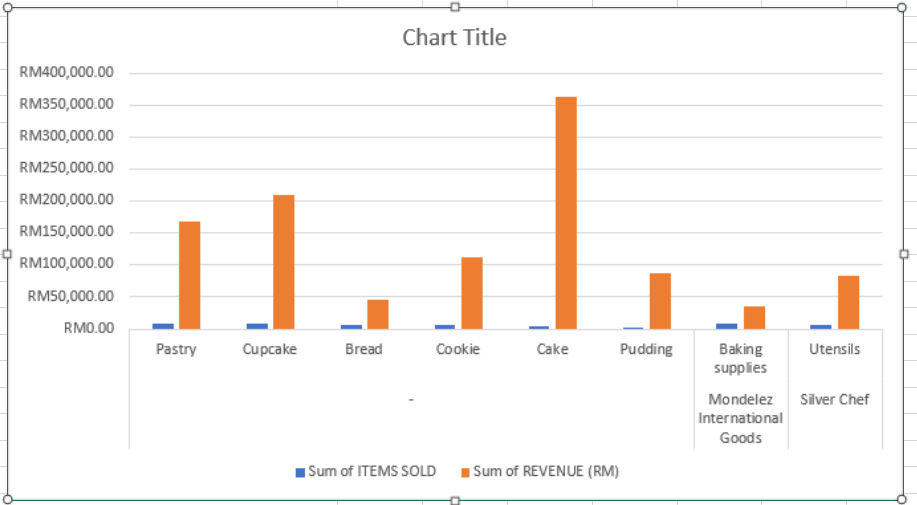 Chart Title
RM400,000.00
RM350,000.00
RM300,000.00
RM250,000.00
RM200,000.00
RM150,000.00
RM100,000.00
RM50,000.00
RM0.00
Pastry
Cupcake
Bread
Cookie
Cake
Pudding
Baking
supplies
Utensils
-
Mondelez
International
Goods
Silver Chef
Sum of ITEMS SOLD
Sum of REVENUE (RM)